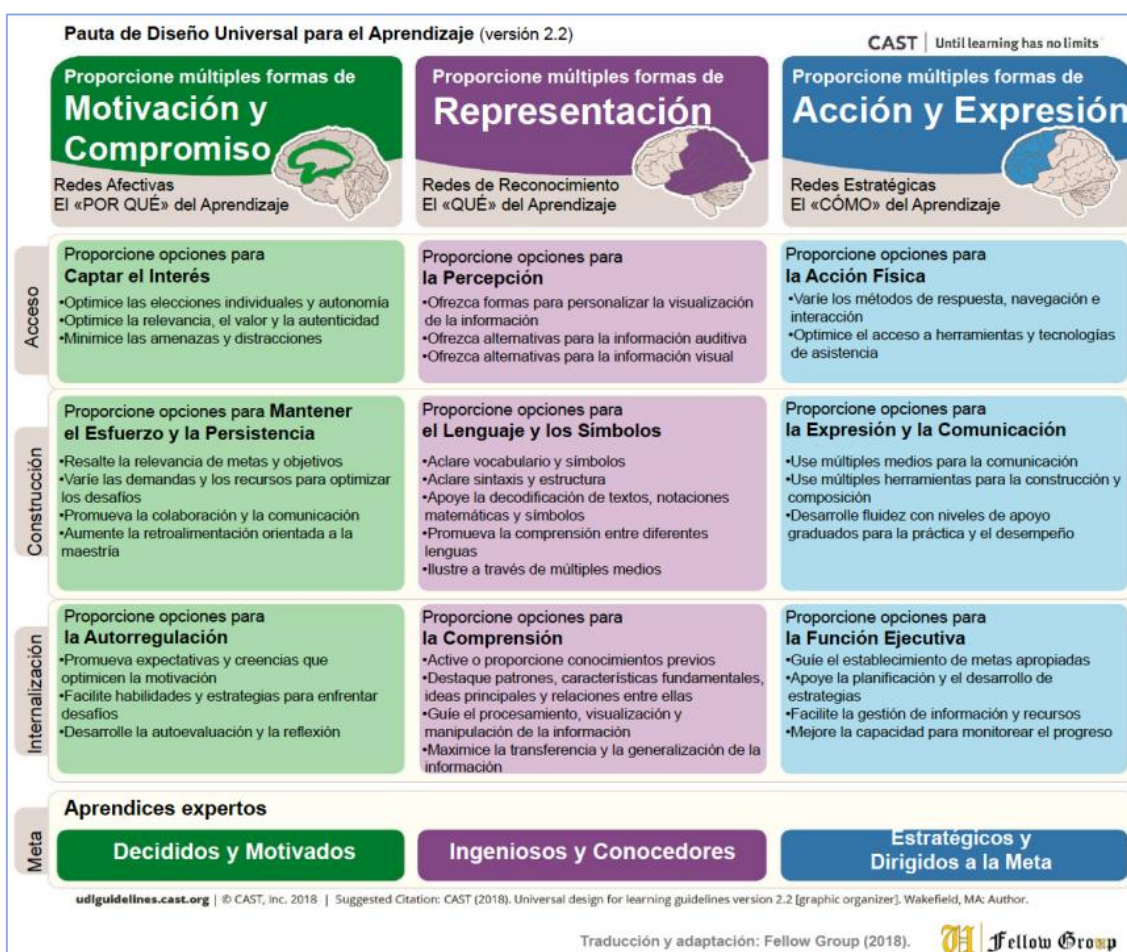 Pauta de Diseño Universal para el Aprendizaje (versión 2.2)
CAST | Until learning has no limits
Proporcione múltiples formas de
Motivación y
Compromiso
Redes Afectivas
El «POR QUÉ» del Aprendizaje
Proporcione múltiples formas de
Representación
Redes de Reconocimiento
El «QUÉ» del Aprendizaje
Proporcione múltiples formas de
Acción y Expresión
Redes Estratégicas
El «CÓMO» del Aprendizaje
Acceso
Proporcione opciones para
Captar el Interés
•Optimice las elecciones individuales y autonomía
•Optimice la relevancia, el valor y la autenticidad
•Minimice las amenazas y distracciones
Proporcione opciones para
la Percepción
•Ofrezca formas para personalizar la visualización
de la información
•Ofrezca alternativas para la información auditiva
•Ofrezca alternativas para la información visual
Proporcione opciones para
la Acción Física
•Varíe los métodos de respuesta, navegación e
interacción
•Optimice el acceso a herramientas y tecnologías
de asistencia
Construcción
Proporcione opciones para Mantener
el Esfuerzo y la Persistencia
•Resalte la relevancia de metas y objetivos
•Varíe las demandas y los recursos para optimizar
los desafíos
•Promueva la colaboración y la comunicación
•Aumente la retroalimentación orientada a la
maestría
Proporcione opciones para
el Lenguaje y los Símbolos
•Aclare vocabulario y símbolos
•Aclare sintaxis y estructura
•Apoye la decodificación de textos, notaciones
matemáticas y símbolos
•Promueva la comprensión entre diferentes
lenguas
•Ilustre a través de múltiples medios
Proporcione opciones para
la Expresión y la Comunicación
•Use múltiples medios para la comunicación
•Use múltiples herramientas para la construcción y
composición
•Desarrolle fluidez con niveles de apoyo
graduados para la práctica y el desempeño
Internalización
Proporcione opciones para
la Autorregulación
•Promueva expectativas y creencias que
optimicen la motivación
•Facilite habilidades y estrategias para enfrentar
desafíos
•Desarrolle la autoevaluación y la reflexión
Proporcione opciones para
la Comprensión
•Active o proporcione conocimientos previos
•Destaque patrones, características fundamentales,
ideas principales y relaciones entre ellas
•Guíe el procesamiento, visualización y
manipulación de la información
•Maximice la transferencia y la generalización de la
información
Proporcione opciones para
la Función Ejecutiva
•Guíe el establecimiento de metas apropiadas
•Apoye la planificación y el desarrollo de
estrategias
•Facilite la gestión de información y recursos
•Mejore la capacidad para monitorear el progreso
Meta
Aprendices expertos
Decididos y Motivados
Ingeniosos y Conocedores
Estratégicos y
Dirigidos a la Meta
udlguidelines.cast.org | © CAST, Inc. 2018 | Suggested Citation: CAST (2018). Universal design for learning guidelines version 2.2 [graphic organizer]. Wakefield, MA: Author.
Traducción y adaptación: Fellow Group (2018).
Fellow Group